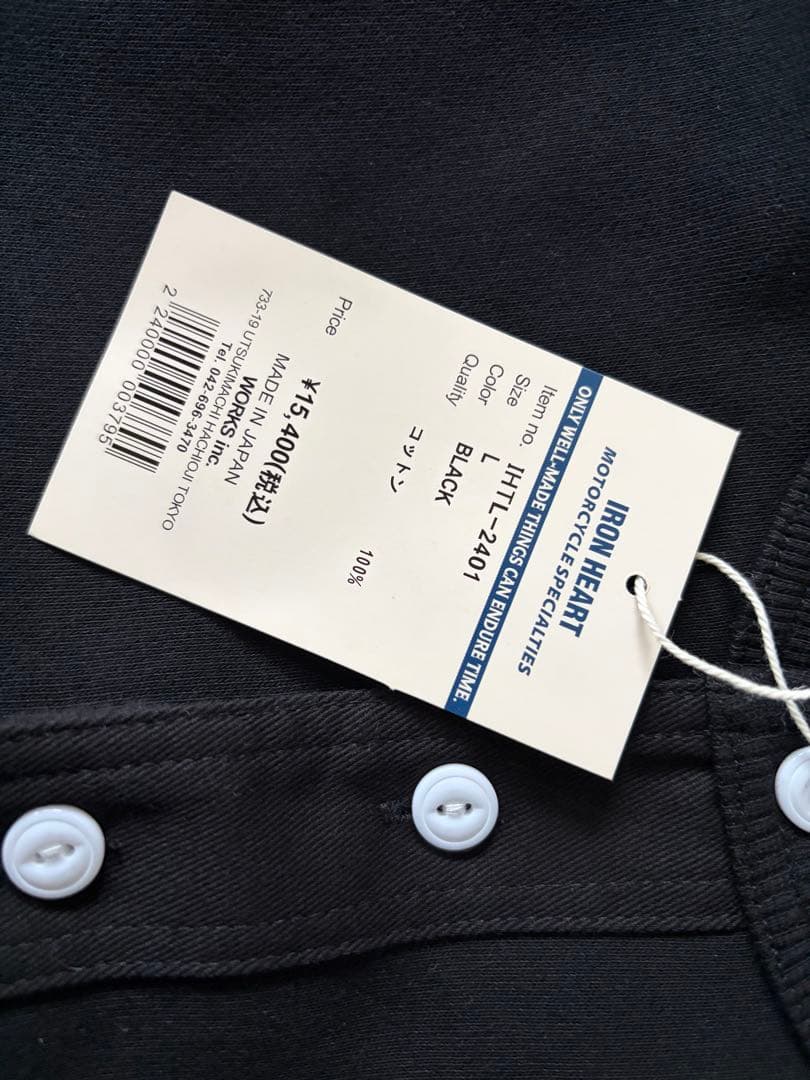 IRON HEART
MOTORCYCLE SPECIALTIES
ONLY WELL-MADE THINGS CAN ENDURE TIME.
Item no. IHTL-2401
Size L
Color BLACK
Quality コットン 100%
Price ¥15,400(税込)
MADE IN JAPAN
WORKS inc.
733-19 UTSUKIMACHI HACHIOJI TOKYO
Tel. 042-696-3470
2 240000 003795